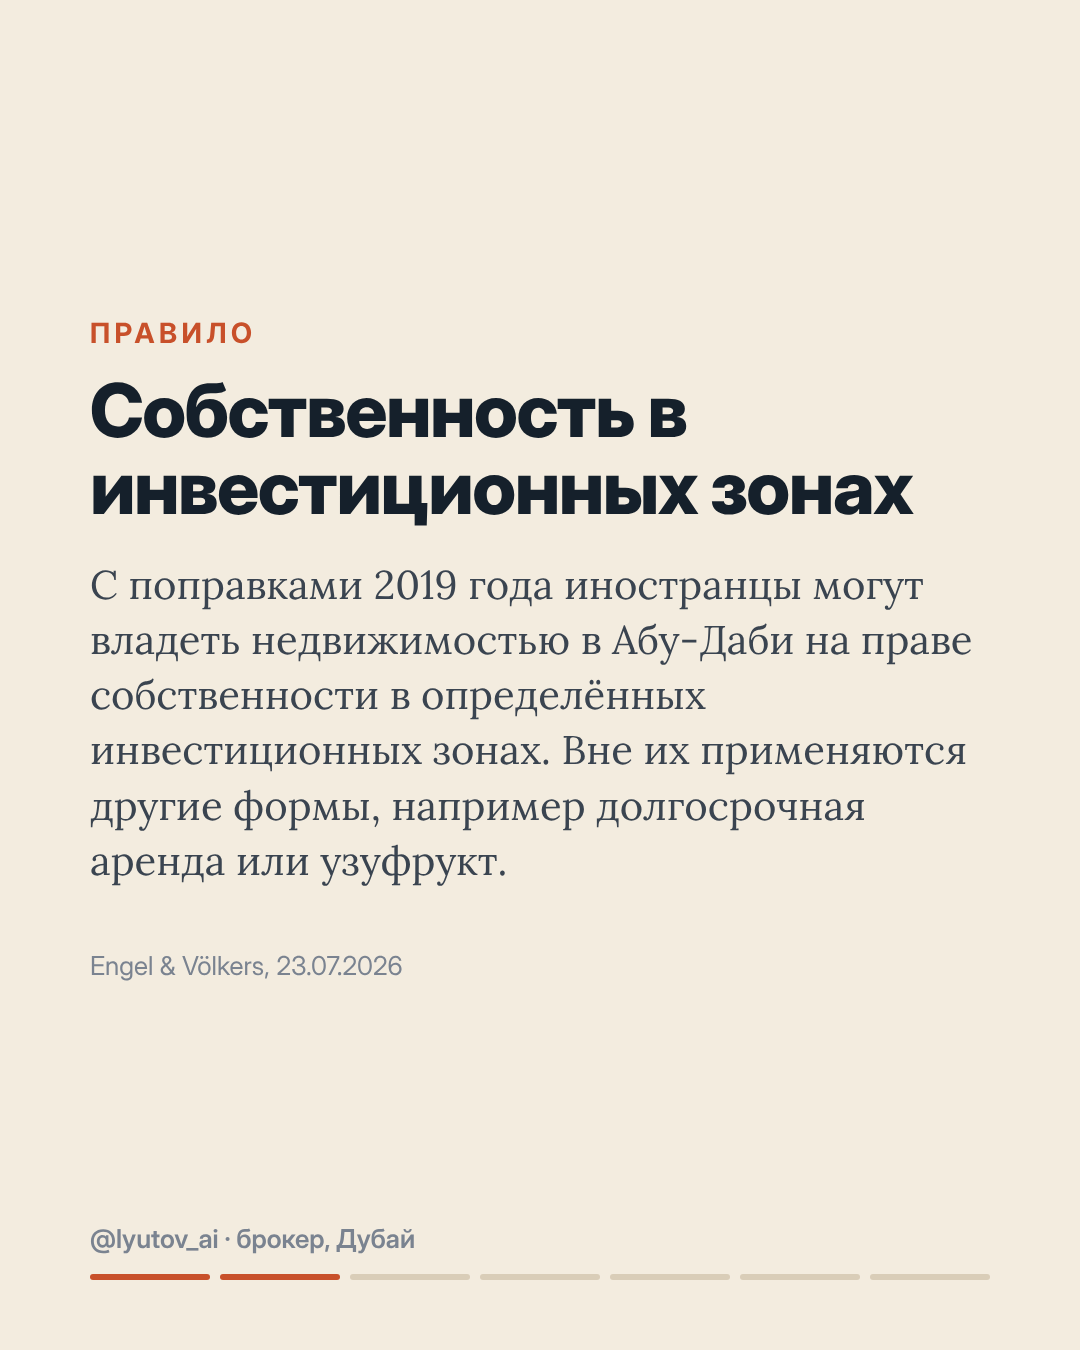 ПРАВИЛО
Собственность в
инвестиционных зонах
С поправками 2019 года иностранцы могут
владеть недвижимостью в Абу-Даби на праве
собственности в определённых
инвестиционных зонах. Вне их применяются
другие формы, например долгосрочная
аренда или узуфрукт.
Engel & Völkers, 23.07.2026
@lyutov_ai · брокер, Дубай